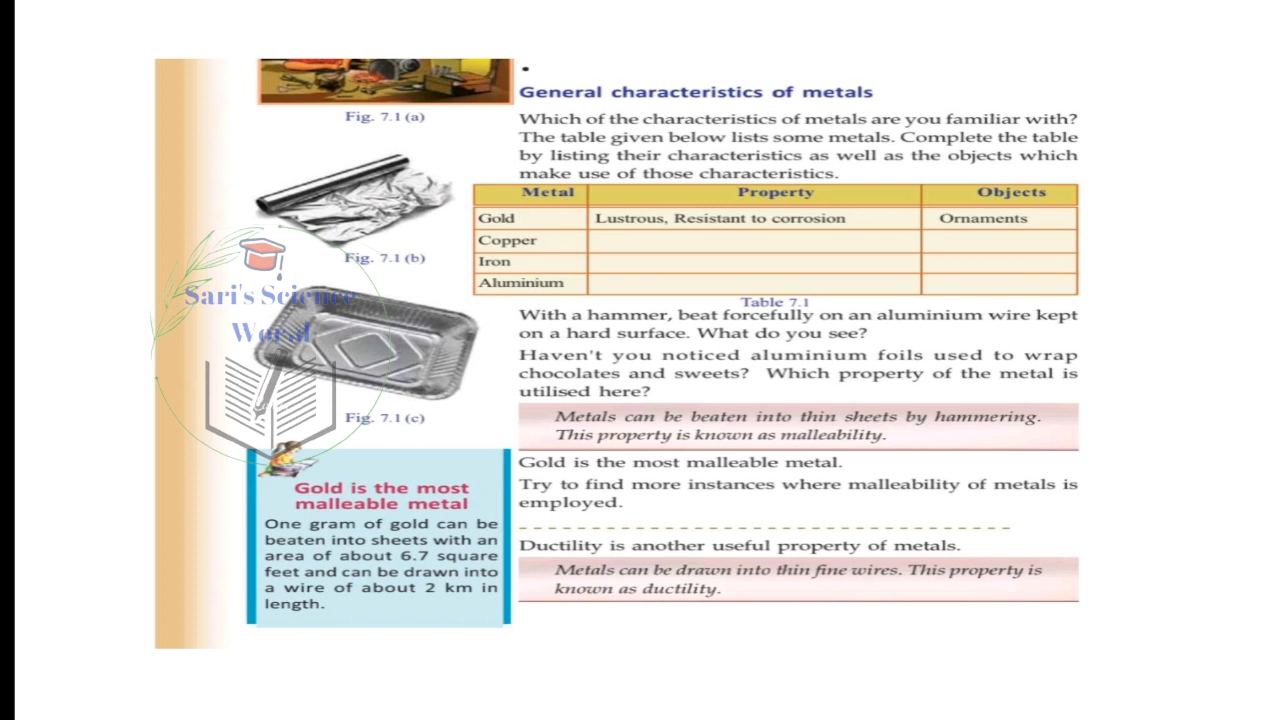 General characteristics of metals
Fig. 7.1 (a)
Which of the characteristics of metals are you familiar with?
The table given below lists some metals. Complete the table
by listing their characteristics as well as the objects which
make use of those characteristics.
Metal Property Objects
Gold Lustrous, Resistant to corrosion Ornaments
Copper
Iron
Aluminium
Table 7.1
Fig. 7.1 (b)
Sari's Science
Woral
Fig. 7.1 (c)
With a hammer, beat forcefully on an aluminium wire kept
on a hard surface. What do you see?
Haven't you noticed aluminium foils used to wrap
chocolates and sweets? Which property of the metal is
utilised here?
Metals can be beaten into thin sheets by hammering.
This property is known as malleability.
Gold is the most malleable metal.
Try to find more instances where malleability of metals is
employed.
Ductility is another useful property of metals.
Metals can be drawn into thin fine wires. This property is
known as ductility.
Gold is the most
malleable metal
One gram of gold can be
beaten into sheets with an
area of about 6.7 square
feet and can be drawn into
a wire of about 2 km in
length.